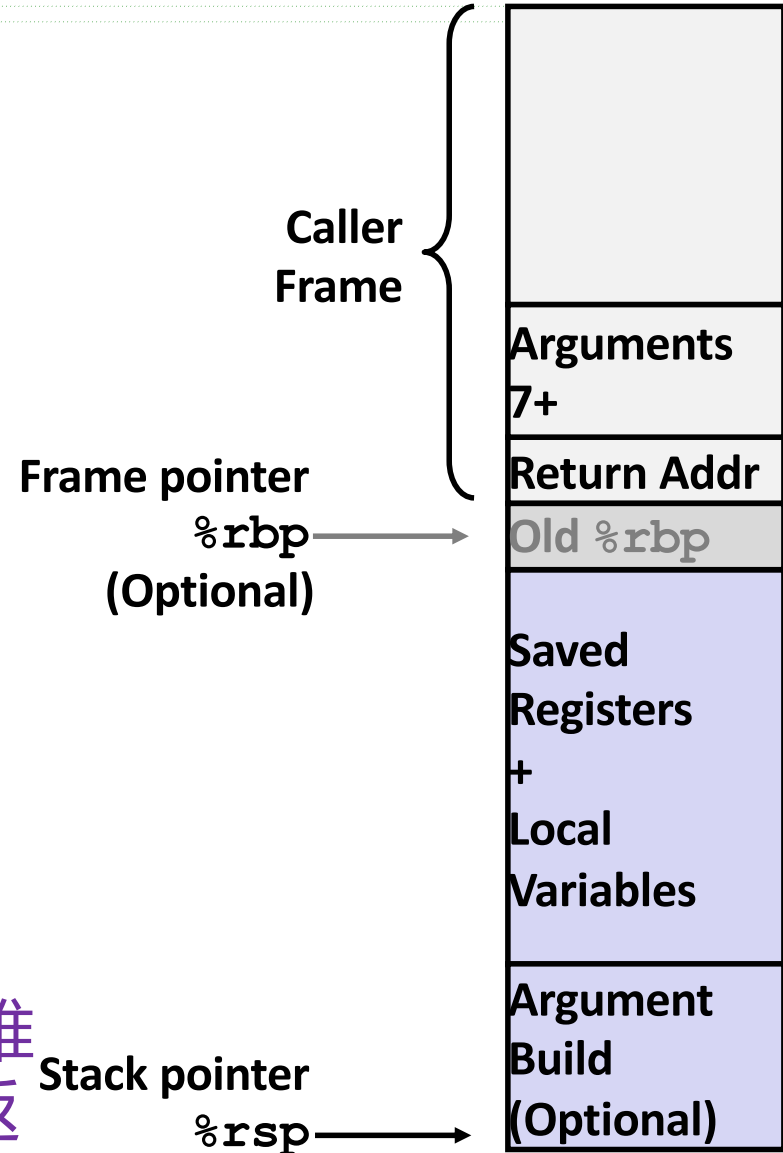 Caller
Frame
Arguments
7+
Return Addr
Frame pointer
%rbp
(Optional)
Old %rbp
Saved
Registers
+
Local
Variables
Argument
Build
(Optional)
Stack pointer
%rsp